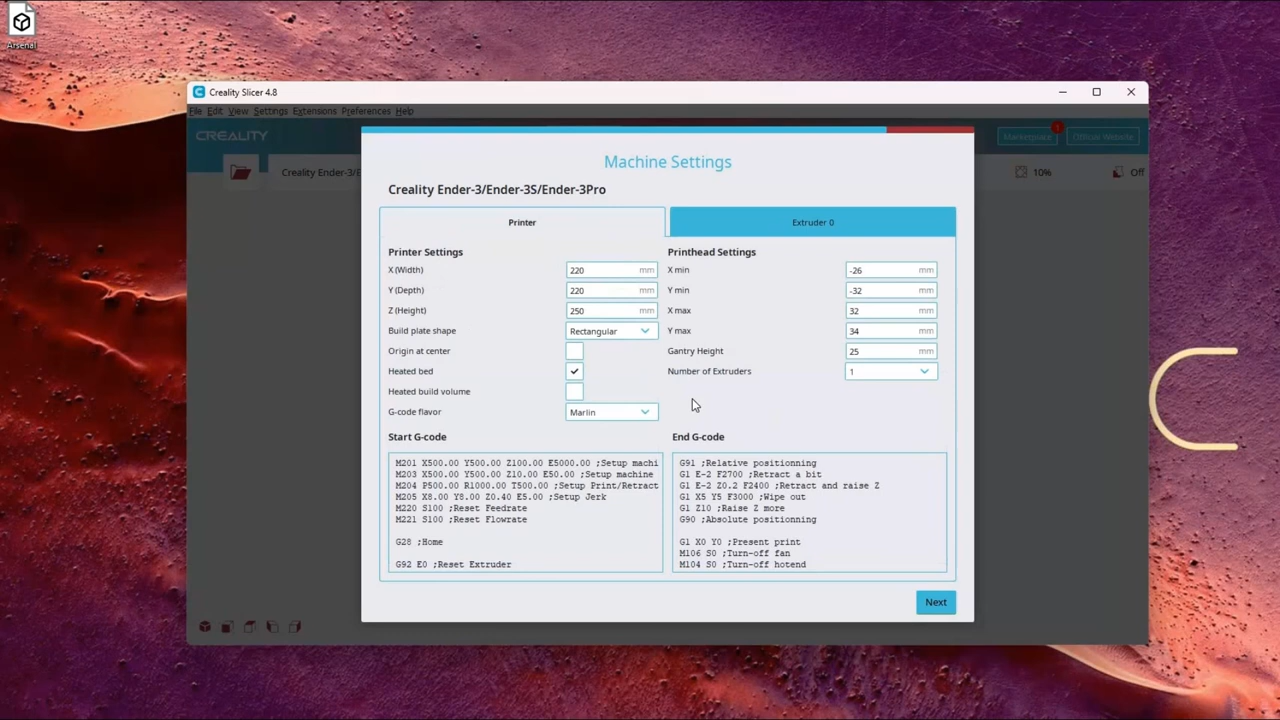 Arsenal
Creality Slicer 4.8
File Edit View Settings Extensions Preferences Help
CREALITY
Marketplace 1
Official Website
Creality Ender-3/E
10%
Off
Machine Settings
Creality Ender-3/Ender-3S/Ender-3Pro
Printer
Extruder 0
Printer Settings
X (Width) 220 mm
Y (Depth) 220 mm
Z (Height) 250 mm
Build plate shape Rectangular
Origin at center
Heated bed
Heated build volume
G-code flavor Marlin
Printhead Settings
X min -26 mm
Y min -32 mm
X max 32 mm
Y max 34 mm
Gantry Height 25 mm
Number of Extruders 1
Start G-code
M201 X500.00 Y500.00 Z100.00 E5000.00 ;Setup machi
M203 X500.00 Y500.00 Z10.00 E50.00 ;Setup machine
M204 P500.00 R1000.00 T500.00 ;Setup Print/Retract
M205 X8.00 Y8.00 Z0.40 E5.00 ;Setup Jerk
M220 S100 ;Reset Feedrate
M221 S100 ;Reset Flowrate
G28 ;Home
G92 E0 ;Reset Extruder
End G-code
G91 ;Relative positionning
G1 E-2 F2700 ;Retract a bit
G1 E-2 Z0.2 F2400 ;Retract and raise Z
G1 X5 Y5 F3000 ;Wipe out
G1 Z10 ;Raise Z more
G90 ;Absolute positionning
G1 X0 Y0 ;Present print
M106 S0 ;Turn-off fan
M104 S0 ;Turn-off hotend
Next